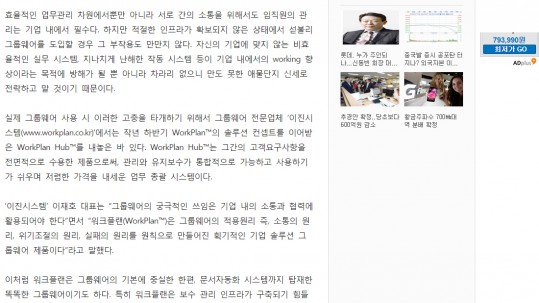 효율적인 업무관리 차원에서뿐만 아니라 서로 간의 소통을 위해서도 임직원의 관
리는 기업 내에서 필수다. 하지만 적절한 인프라가 확보되지 않은 상태에서 섣불리
그룹웨어를 도입할 경우 그 부작용도 만만치 않다. 자신의 기업에 맞지 않는 비효
율적인 실무 시스템, 지나치게 난해한 작동 시스템 등이 기업 내에서의 working 향
상이라는 목적에 방해가 될 뿐 아니라 차라리 없으니 만도 못한 애물단지 신세로
전락하고 말 것이기 때문이다.
실제 그룹웨어 사용 시 이러한 고충을 타개하기 위해서 그룹웨어 전문업체 '이진시
스템(www.workplan.co.kr)'에서는 작년 하반기 WorkPlan™의 솔루션 컨셉트를 이어받
은 WorkPlan Hub™를 내놓은 바 있다. WorkPlan Hub™는 그간의 고객요구사항을
전면적으로 수용한 제품으로써, 관리와 유지보수가 통합적으로 가능하고 사용하기
가 쉬우며 저렴한 가격을 내세운 업무 총괄 시스템이다.
'이진시스템' 이재호 대표는 "그룹웨어의 궁극적인 쓰임은 기업 내의 소통과 협력에
활용되어야 한다"면서 "워크플랜(WorkPlan™)은 그룹웨어의 적용원리 즉, 소통의 원
리, 위기조절의 원리, 실패의 원리를 원칙으로 만들어진 획기적인 기업 솔루션 그
룹웨어 제품이다"라고 말했다.
이처럼 워크플랜은 그룹웨어의 기본에 충실한 한편, 문서자동화 시스템까지 탑재한
똑똑한 그룹웨어이기도 하다. 특히 워크플랜은 보수 관리 인프라가 구축되기 힘들
롯데, 누가 주인되
나...신동빈 회장 머...
중국발 증시 공포탄 터
지나? 외국자본 이...
추경안 확정, 당초보다
600억원 감소
황금주파수 700㎒대
역 분배 확정
793,990원
최저가 GO
ADplus